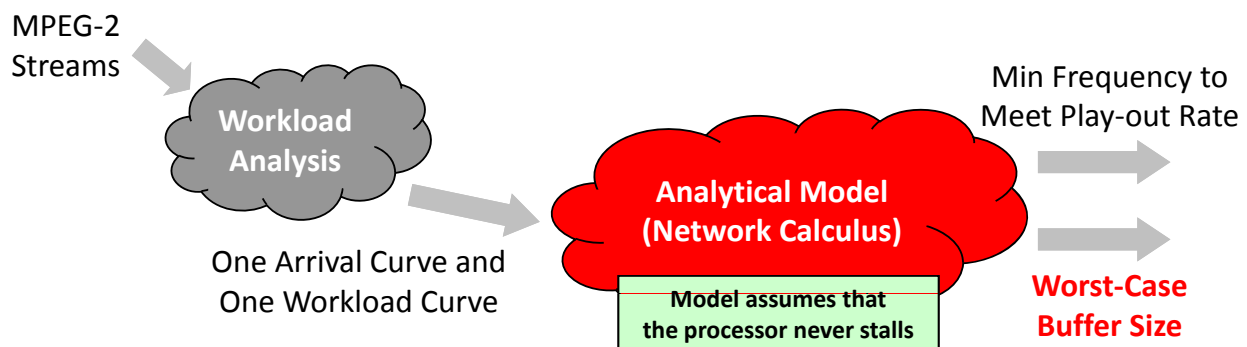 MPEG-2
Streams
Workload
Analysis
One Arrival Curve and
One Workload Curve
Analytical Model
(Network Calculus)
Model assumes that
the processor never stalls
Min Frequency to
Meet Play-out Rate
Worst-Case
Buffer Size